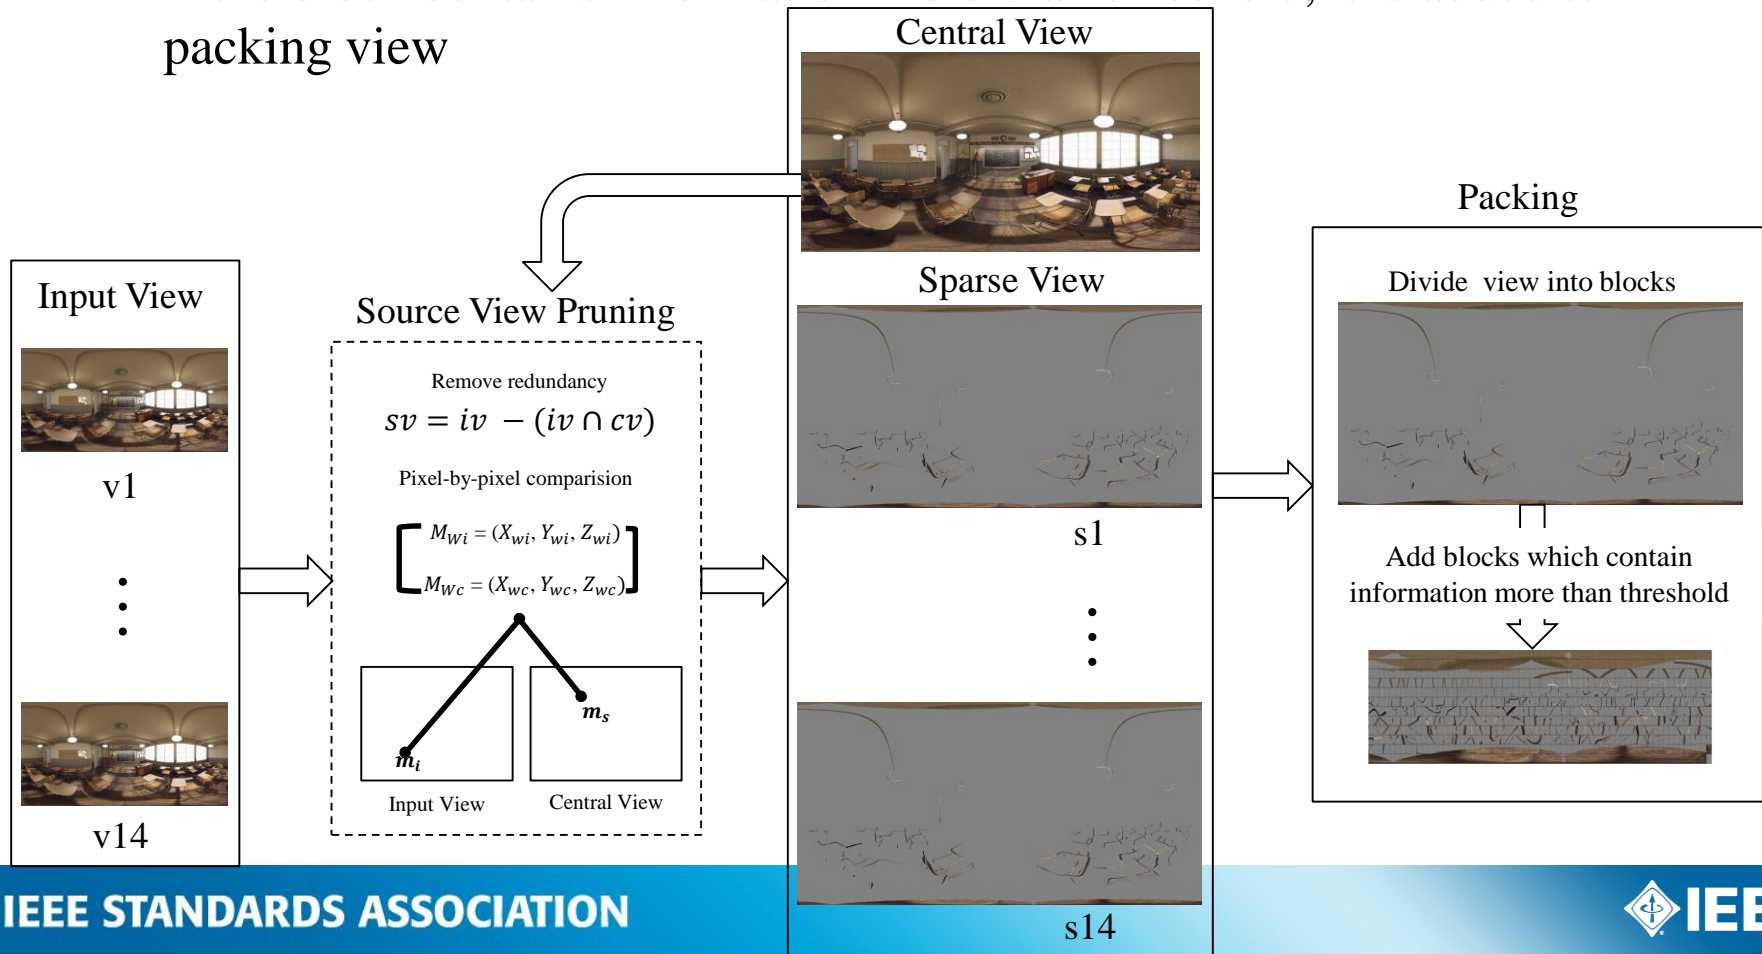 packing view
Central View
Packing
Input View
Source View Pruning
Sparse View
Divide view into blocks
Remove redundancy
sv = iv − (iv ∩ cv)
v1
Pixel-by-pixel comparision
M_Wi = (X_wi, Y_wi, Z_wi)
M_Wc = (X_wc, Y_wc, Z_wc)
s1
Add blocks which contain
information more than threshold
m_s
m_i
Input View
Central View
v14
s14
IEEE STANDARDS ASSOCIATION